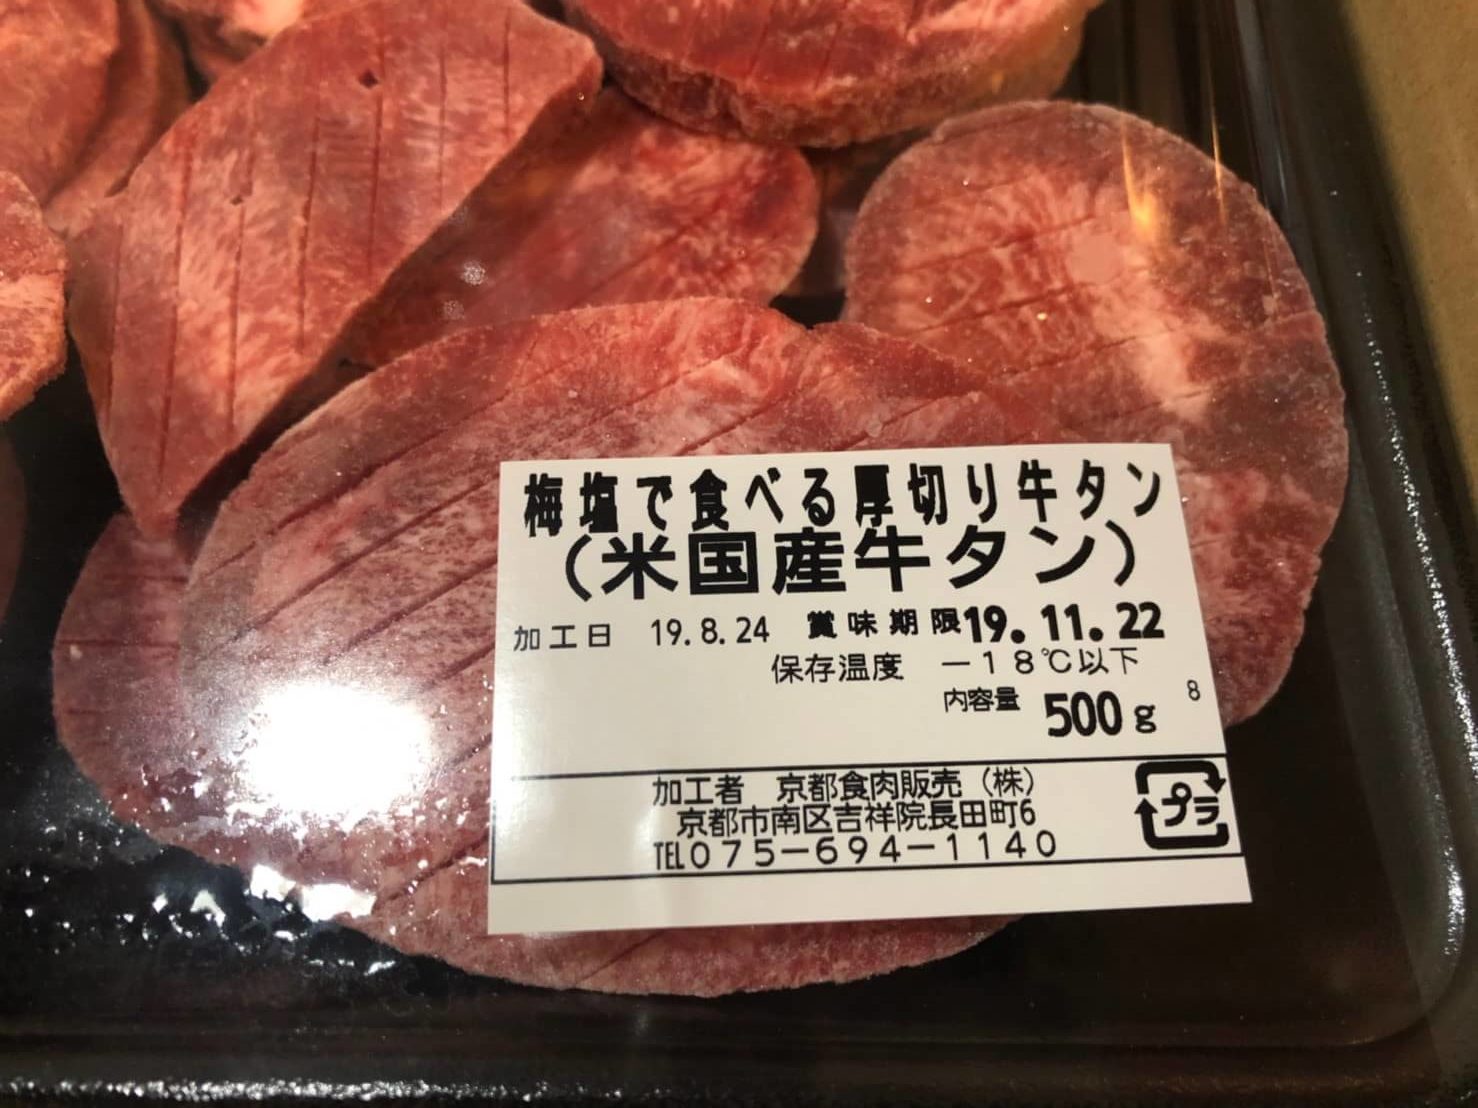 梅塩で食べる厚切り牛タン
（米国産牛タン）
加工日 19.8.24 賞味期限19.11.22
保存温度 －１８℃以下
内容量 500g 8
加工者 京都食肉販売（株）
京都市南区吉祥院長田町6
TEL０７５－６９４－１１４０
プラ